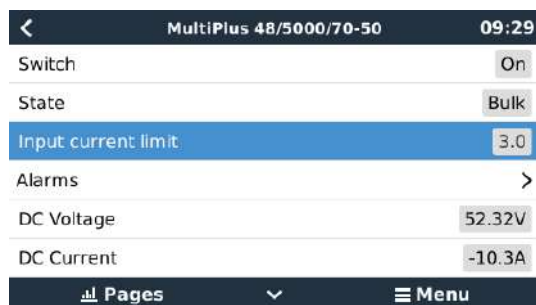 MultiPlus 48/5000/70-50 09:29
Switch On
State Bulk
Input current limit 3.0
Alarms
DC Voltage 52.32V
DC Current -10.3A
Pages Menu